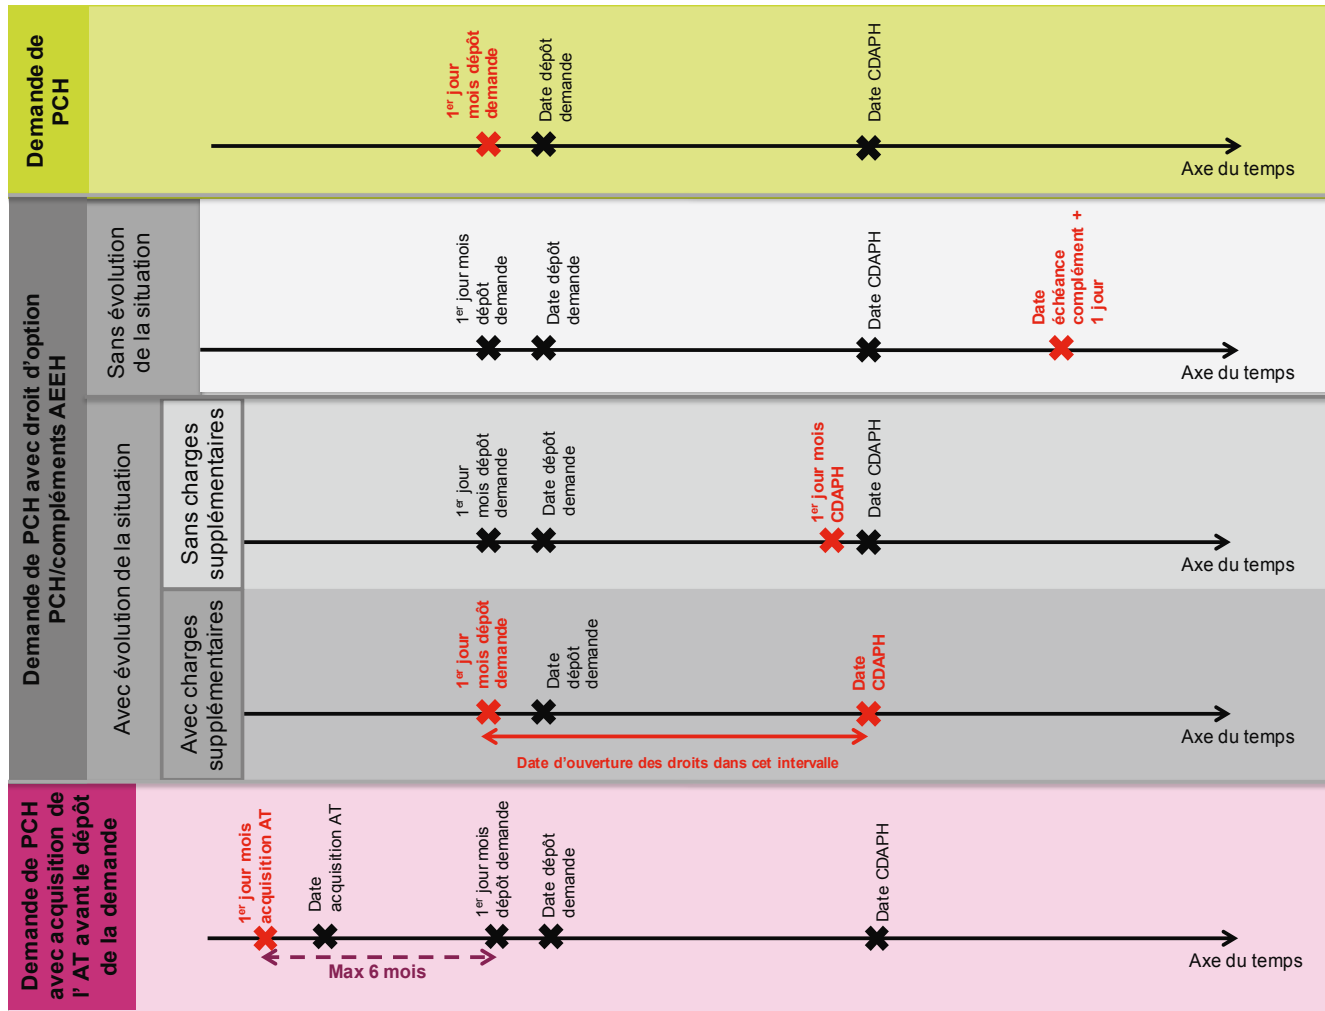 Demande de
PCH
1er jour
mois dépôt
demande
Date dépôt
demande
Date CDAPH
Axe du temps
Demande de PCH avec droit d'option
PCH/compléments AEEH
Sans évolution
de la situation
1er jour mois
dépôt
demande
Date dépôt
demande
Date CDAPH
Date
échéance
complément +
1 jour
Axe du temps
Avec évolution de la situation
Sans charges
supplémentaires
1er jour
mois dépôt
demande
Date dépôt
demande
1er jour mois
CDAPH
Date CDAPH
Axe du temps
Avec charges
supplémentaires
1er jour
mois dépôt
demande
Date
dépôt
demande
Date
CDAPH
Axe du temps
Date d'ouverture des droits dans cet intervalle
Demande de PCH
avec acquisition de
l' AT avant le dépôt
de la demande
1er jour mois
acquisition AT
Date
acquisition AT
1er jour mois
dépôt demande
Date dépôt
demande
Date CDAPH
Max 6 mois
Axe du temps